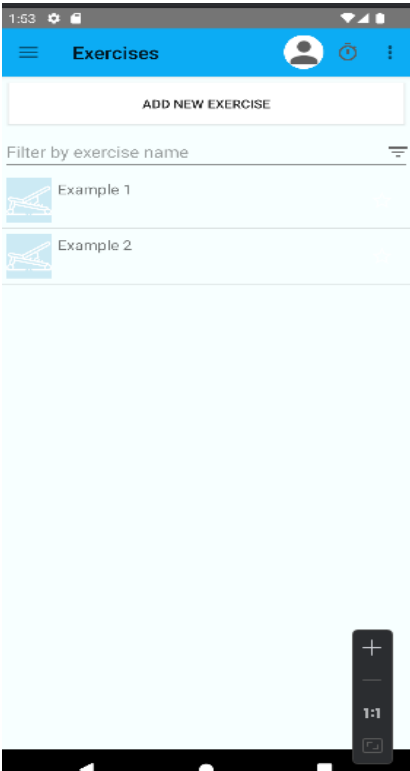 1:53
Exercises
ADD NEW EXERCISE
Filter by exercise name
Example 1
Example 2
1:1